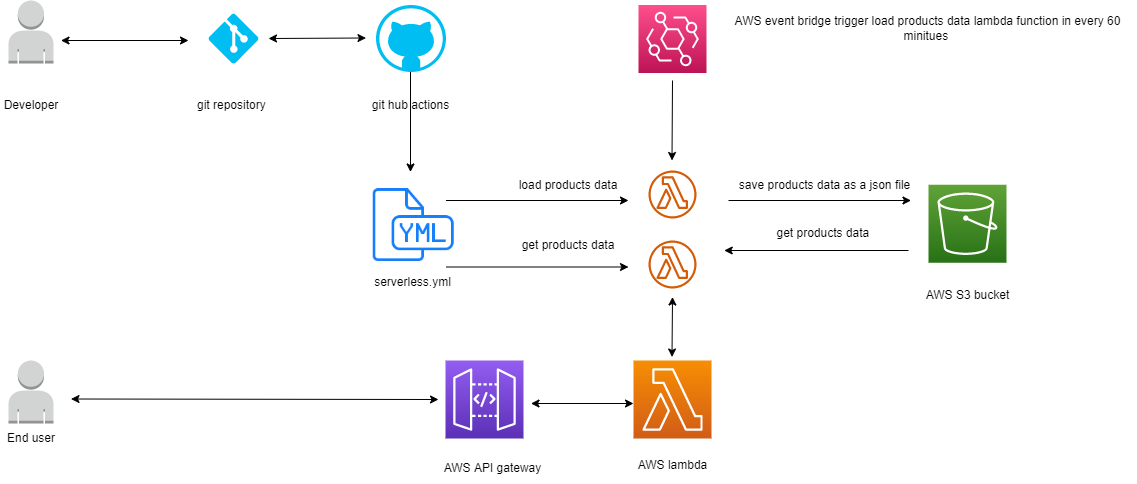 AWS event bridge trigger load products data lambda function in every 60
minitues
Developer
git repository
git hub actions
load products data
save products data as a json file
YML
get products data
get products data
serverless.yml
AWS S3 bucket
</>
End user
AWS API gateway
AWS lambda